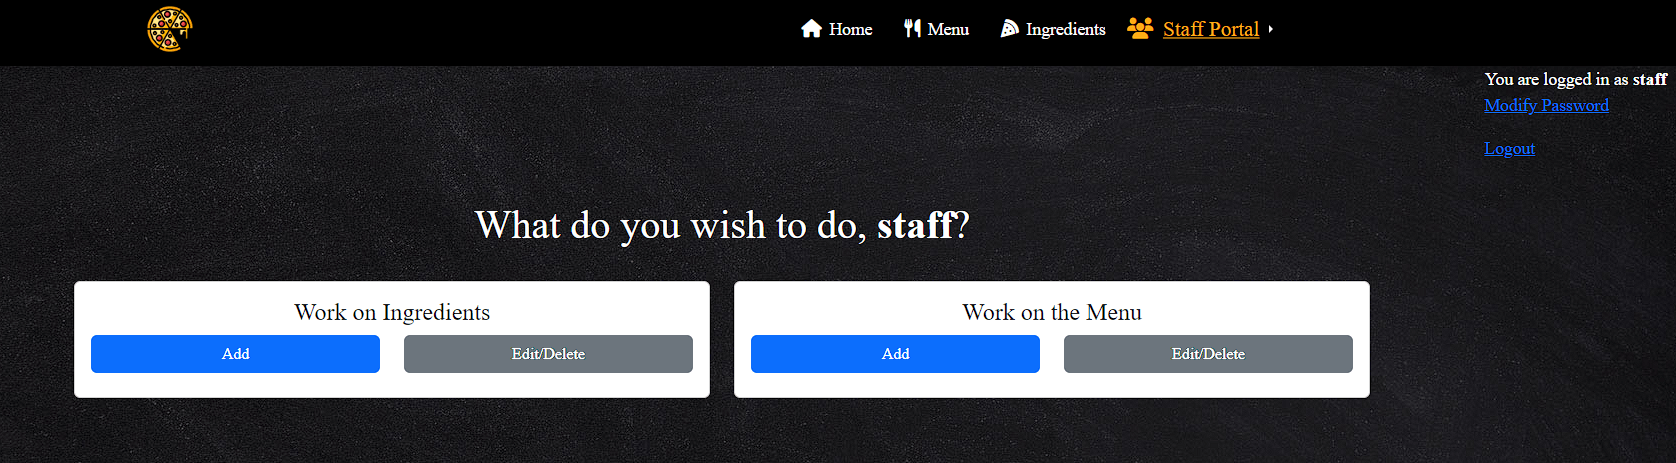 Home Menu Ingredients Staff Portal
You are logged in as staff
Modify Password
Logout
What do you wish to do, staff?
Work on Ingredients
Add Edit/Delete
Work on the Menu
Add Edit/Delete